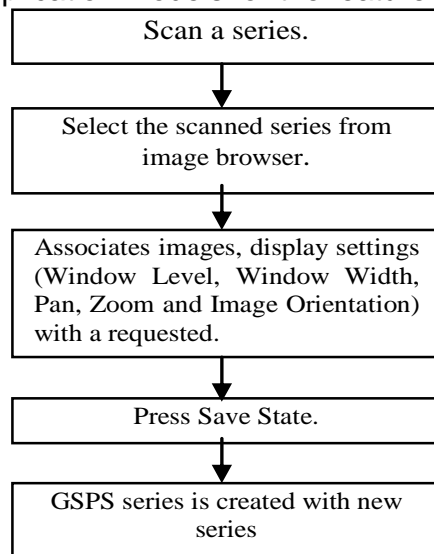 Scan a series.
Select the scanned series from
image browser.
Associates images, display settings
(Window Level, Window Width,
Pan, Zoom and Image Orientation)
with a requested.
Press Save State.
GSPS series is created with new
series